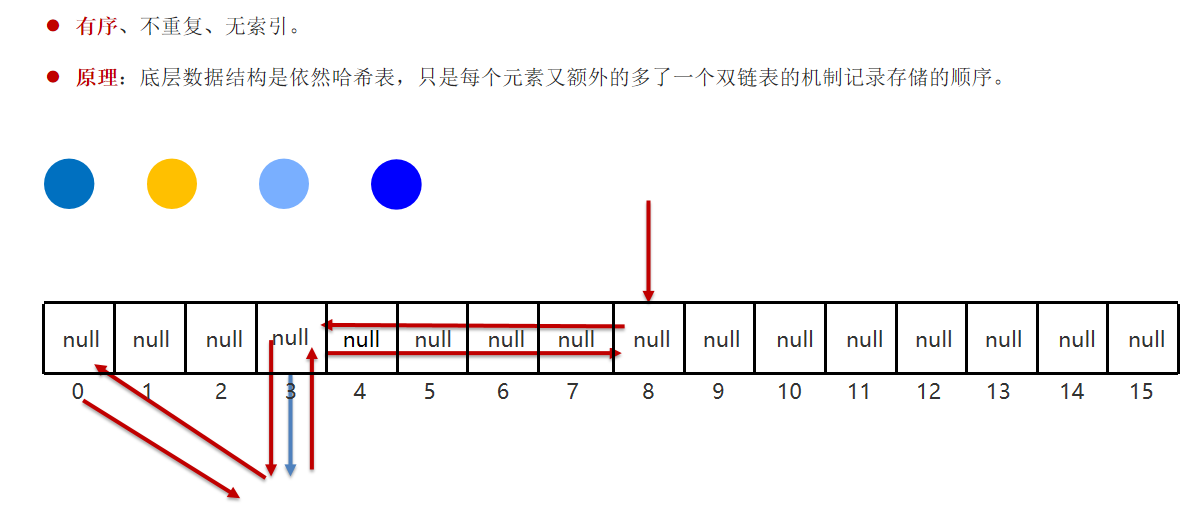 有序、不重复、无索引。
原理：底层数据结构是依然哈希表，只是每个元素又额外的多了一个双链表的机制记录存储的顺序。
null null null null null null null null null null null null null null null null
0 1 2 3 4 5 6 7 8 9 10 11 12 13 14 15